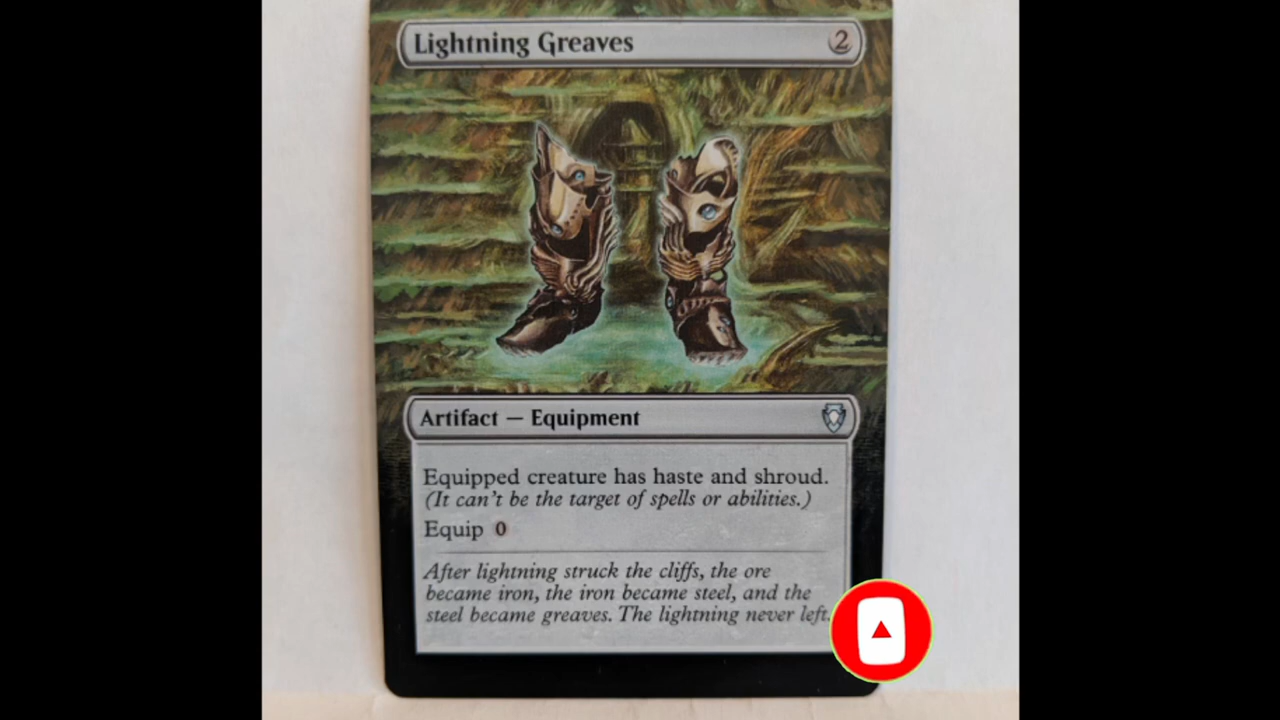 Lightning Greaves 2
Artifact — Equipment
Equipped creature has haste and shroud.
(It can't be the target of spells or abilities.)
Equip 0
After lightning struck the cliffs, the ore
became iron, the iron became steel, and the
steel became greaves. The lightning never left.